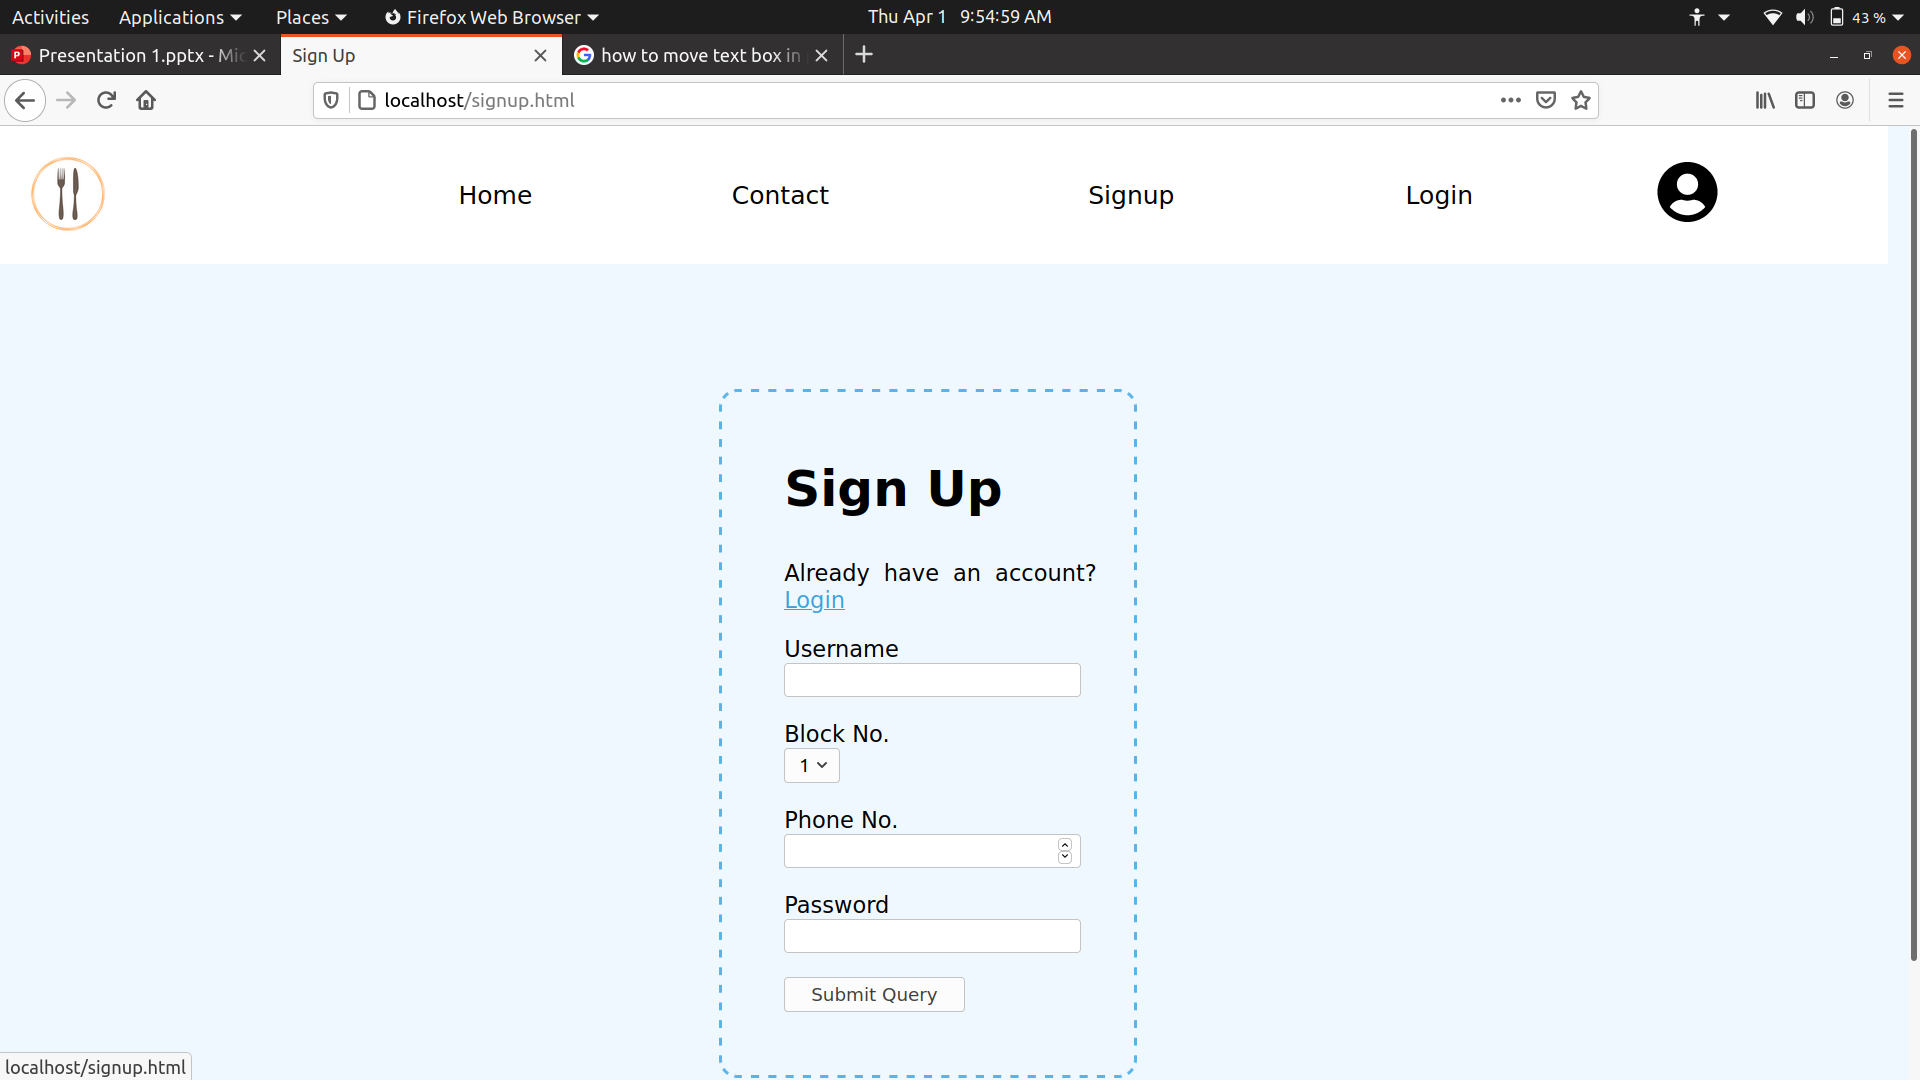 Activities Applications Places Firefox Web Browser Thu Apr 1 9:54:59 AM 43 %
Presentation 1.pptx - Mic Sign Up how to move text box in
localhost/signup.html
Home Contact Signup Login
Sign Up
Already have an account?
Login
Username
Block No.
1
Phone No.
Password
Submit Query
localhost/signup.html